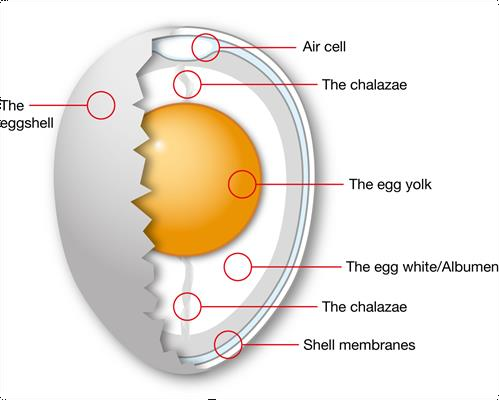 Air cell
The chalazae
The
eggshell
The egg yolk
The egg white/Albumen
The chalazae
Shell membranes